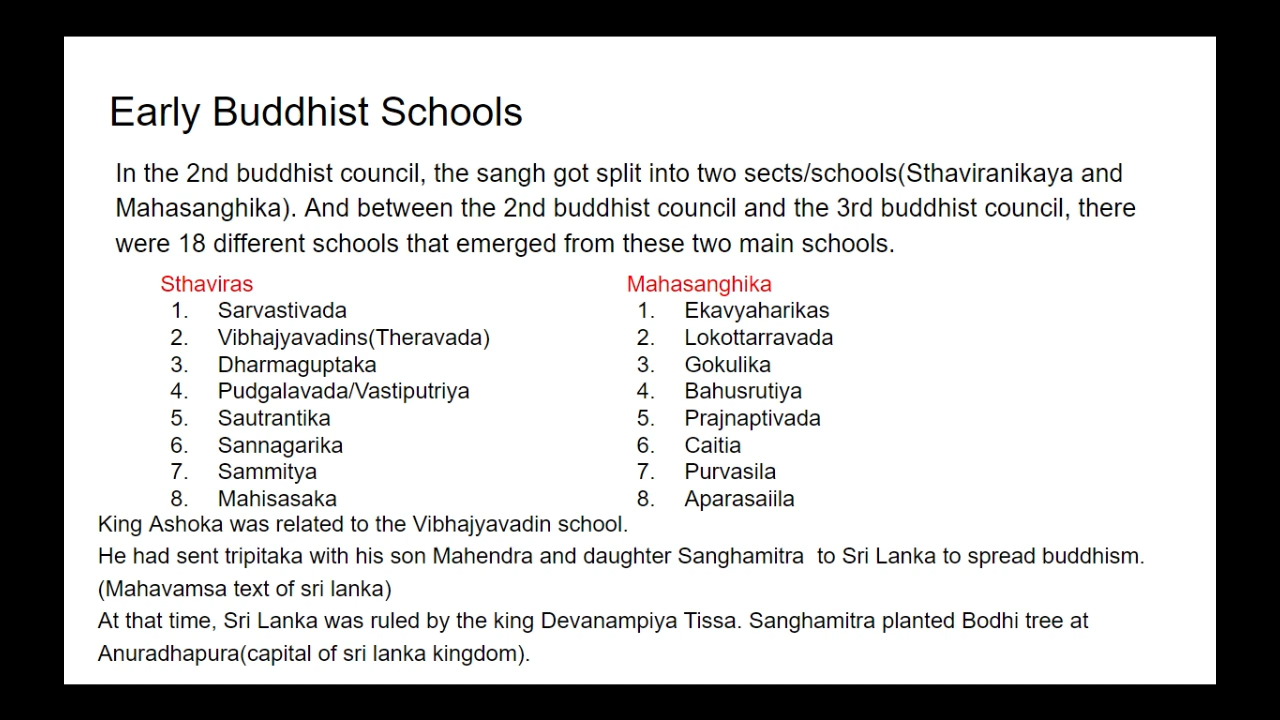 Early Buddhist Schools
In the 2nd buddhist council, the sangh got split into two sects/schools(Sthaviranikaya and
Mahasanghika). And between the 2nd buddhist council and the 3rd buddhist council, there
were 18 different schools that emerged from these two main schools.
Sthaviras
1. Sarvastivada
2. Vibhajyavadins(Theravada)
3. Dharmaguptaka
4. Pudgalavada/Vastiputriya
5. Sautrantika
6. Sannagarika
7. Sammitya
8. Mahisasaka
Mahasanghika
1. Ekavyaharikas
2. Lokottarravada
3. Gokulika
4. Bahusrutiya
5. Prajnaptivada
6. Caitia
7. Purvasila
8. Aparasaiila
King Ashoka was related to the Vibhajyavadin school.
He had sent tripitaka with his son Mahendra and daughter Sanghamitra to Sri Lanka to spread buddhism.
(Mahavamsa text of sri lanka)
At that time, Sri Lanka was ruled by the king Devanampiya Tissa. Sanghamitra planted Bodhi tree at
Anuradhapura(capital of sri lanka kingdom).